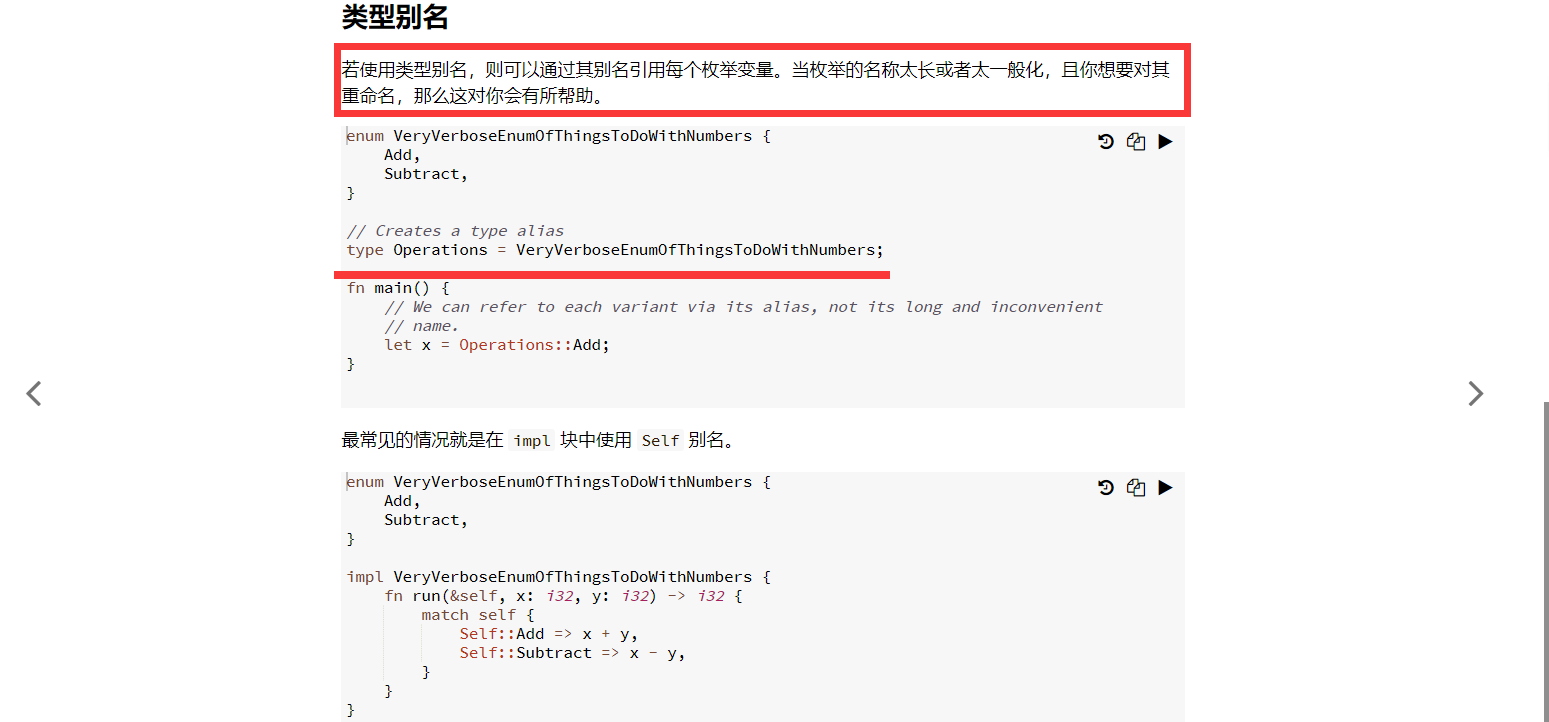 类型别名
若使用类型别名，则可以通过其别名引用每个枚举变量。当枚举的名称太长或者太一般化，且你想要对其
重命名，那么这对你会有所帮助。
enum VeryVerboseEnumOfThingsToDoWithNumbers {
    Add,
    Subtract,
}
// Creates a type alias
type Operations = VeryVerboseEnumOfThingsToDoWithNumbers;
fn main() {
    // We can refer to each variant via its alias, not its long and inconvenient
    // name.
    let x = Operations::Add;
}
最常见的情况就是在 impl 块中使用 Self 别名。
enum VeryVerboseEnumOfThingsToDoWithNumbers {
    Add,
    Subtract,
}
impl VeryVerboseEnumOfThingsToDoWithNumbers {
    fn run(&self, x: i32, y: i32) -> i32 {
        match self {
            Self::Add => x + y,
            Self::Subtract => x - y,
        }
    }
}